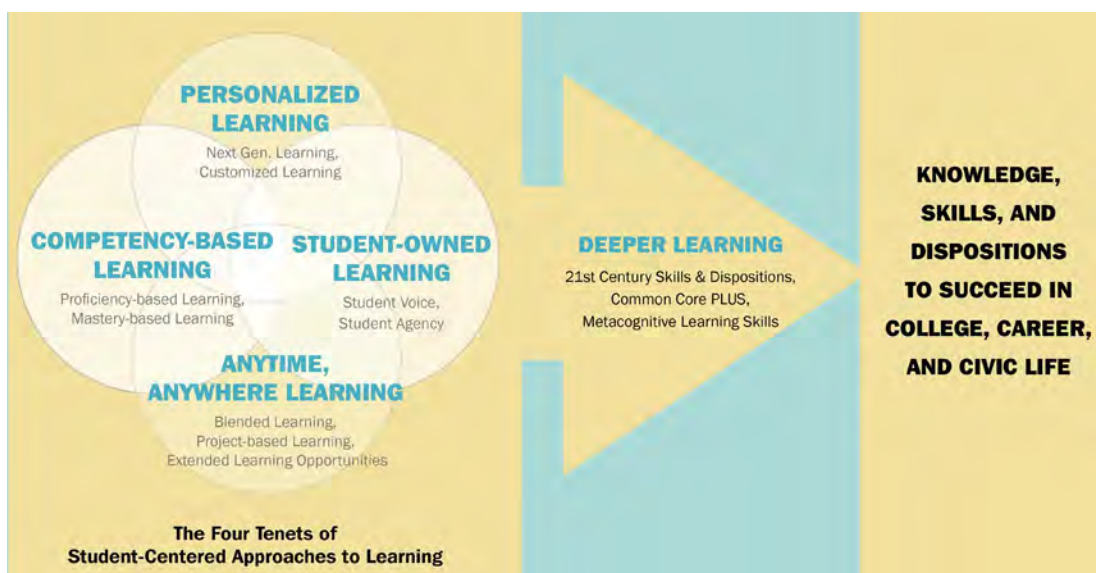 PERSONALIZED
LEARNING
Next Gen. Learning,
Customized Learning
COMPETENCY-BASED
LEARNING
Proficiency-based Learning,
Mastery-based Learning
STUDENT-OWNED
LEARNING
Student Voice,
Student Agency
ANYTIME,
ANYWHERE LEARNING
Blended Learning,
Project-based Learning,
Extended Learning Opportunities
The Four Tenets of
Student-Centered Approaches to Learning
DEEPER LEARNING
21st Century Skills & Dispositions,
Common Core PLUS,
Metacognitive Learning Skills
KNOWLEDGE,
SKILLS, AND
DISPOSITIONS
TO SUCCEED IN
COLLEGE, CAREER,
AND CIVIC LIFE